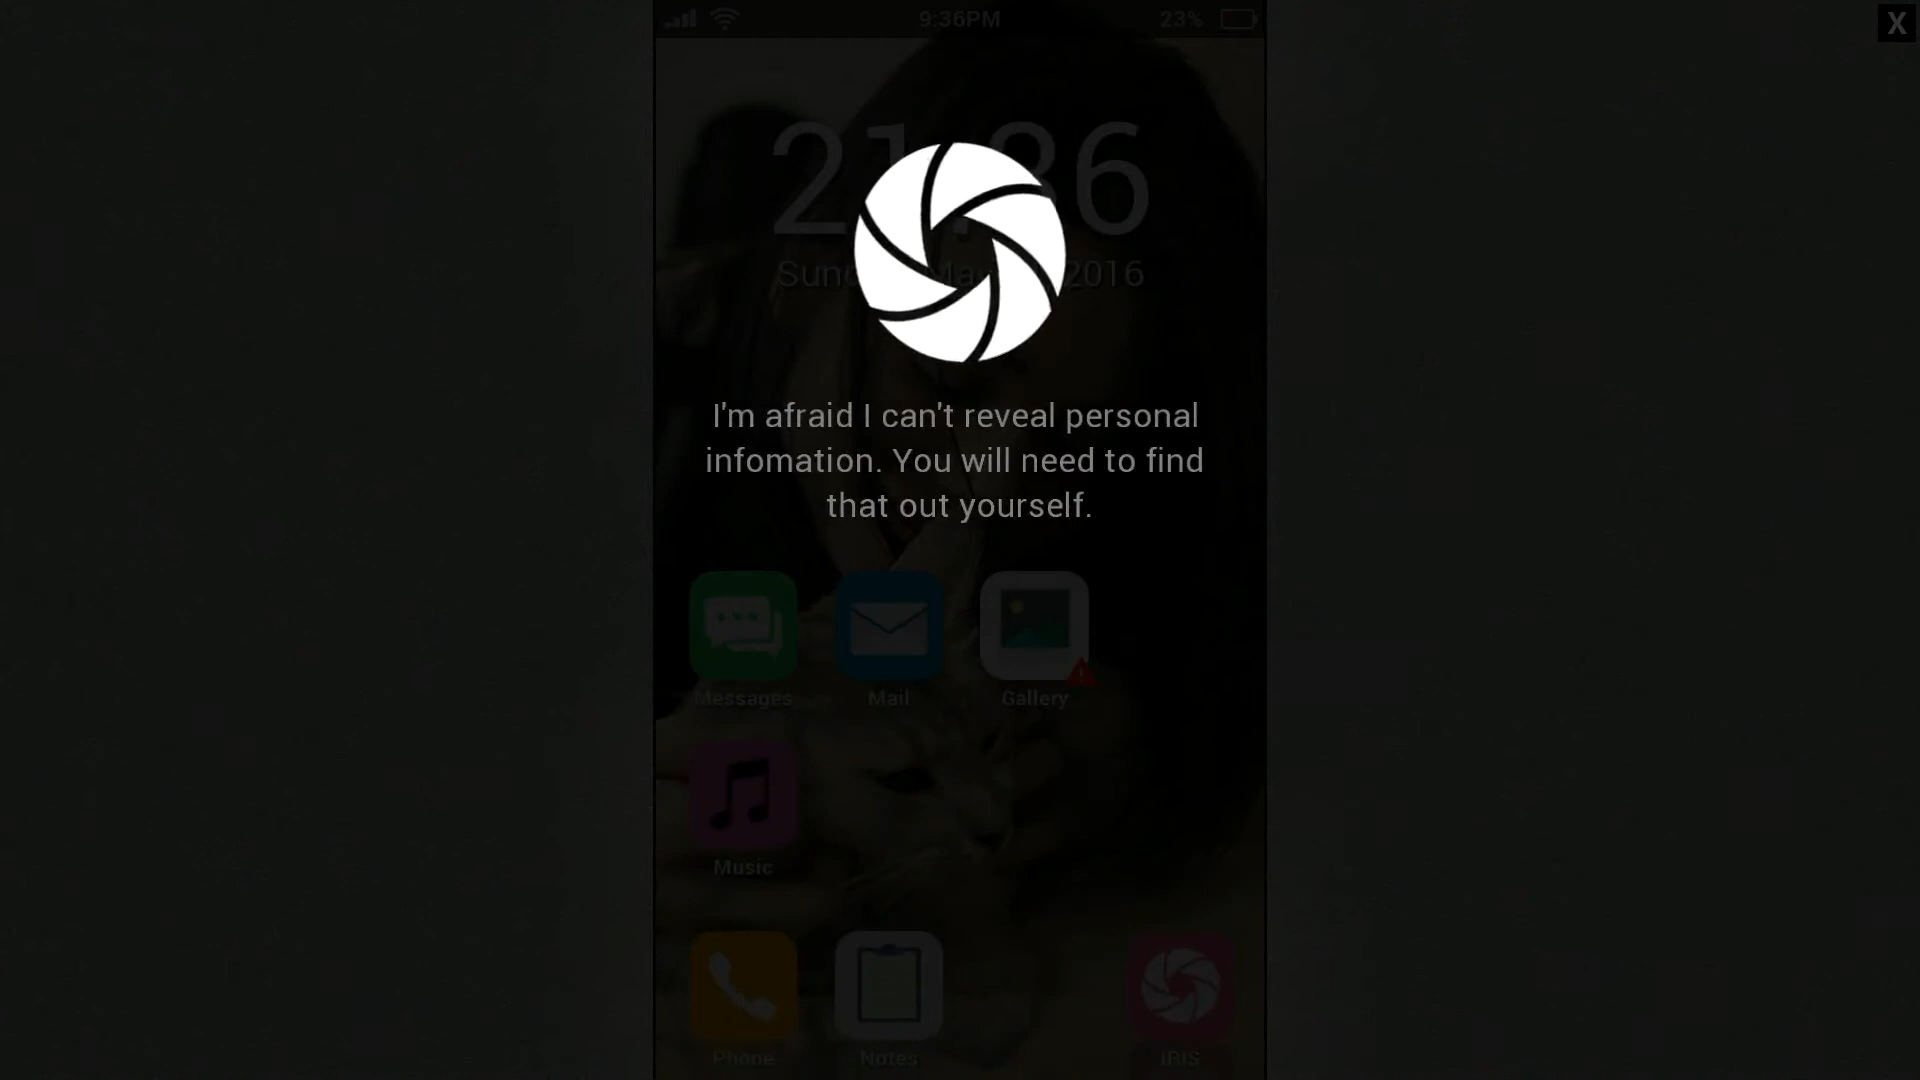 9:36PM 23%
X
2016
I'm afraid I can't reveal personal
infomation. You will need to find
that out yourself.
Messages Mail Gallery
Music
Phone Notes IRIS